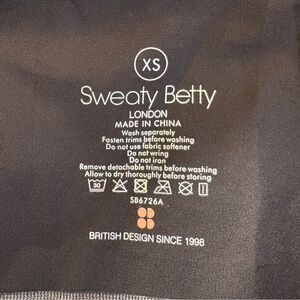 XS
Sweaty Betty
LONDON
MADE IN CHINA
Wash separately
Fasten trims before washing
Do not use fabric softener
Do not wring
Do not iron
Remove detachable trims before washing
Allow to dry thoroughly before storing
30
SB6726A
BRITISH DESIGN SINCE 1998